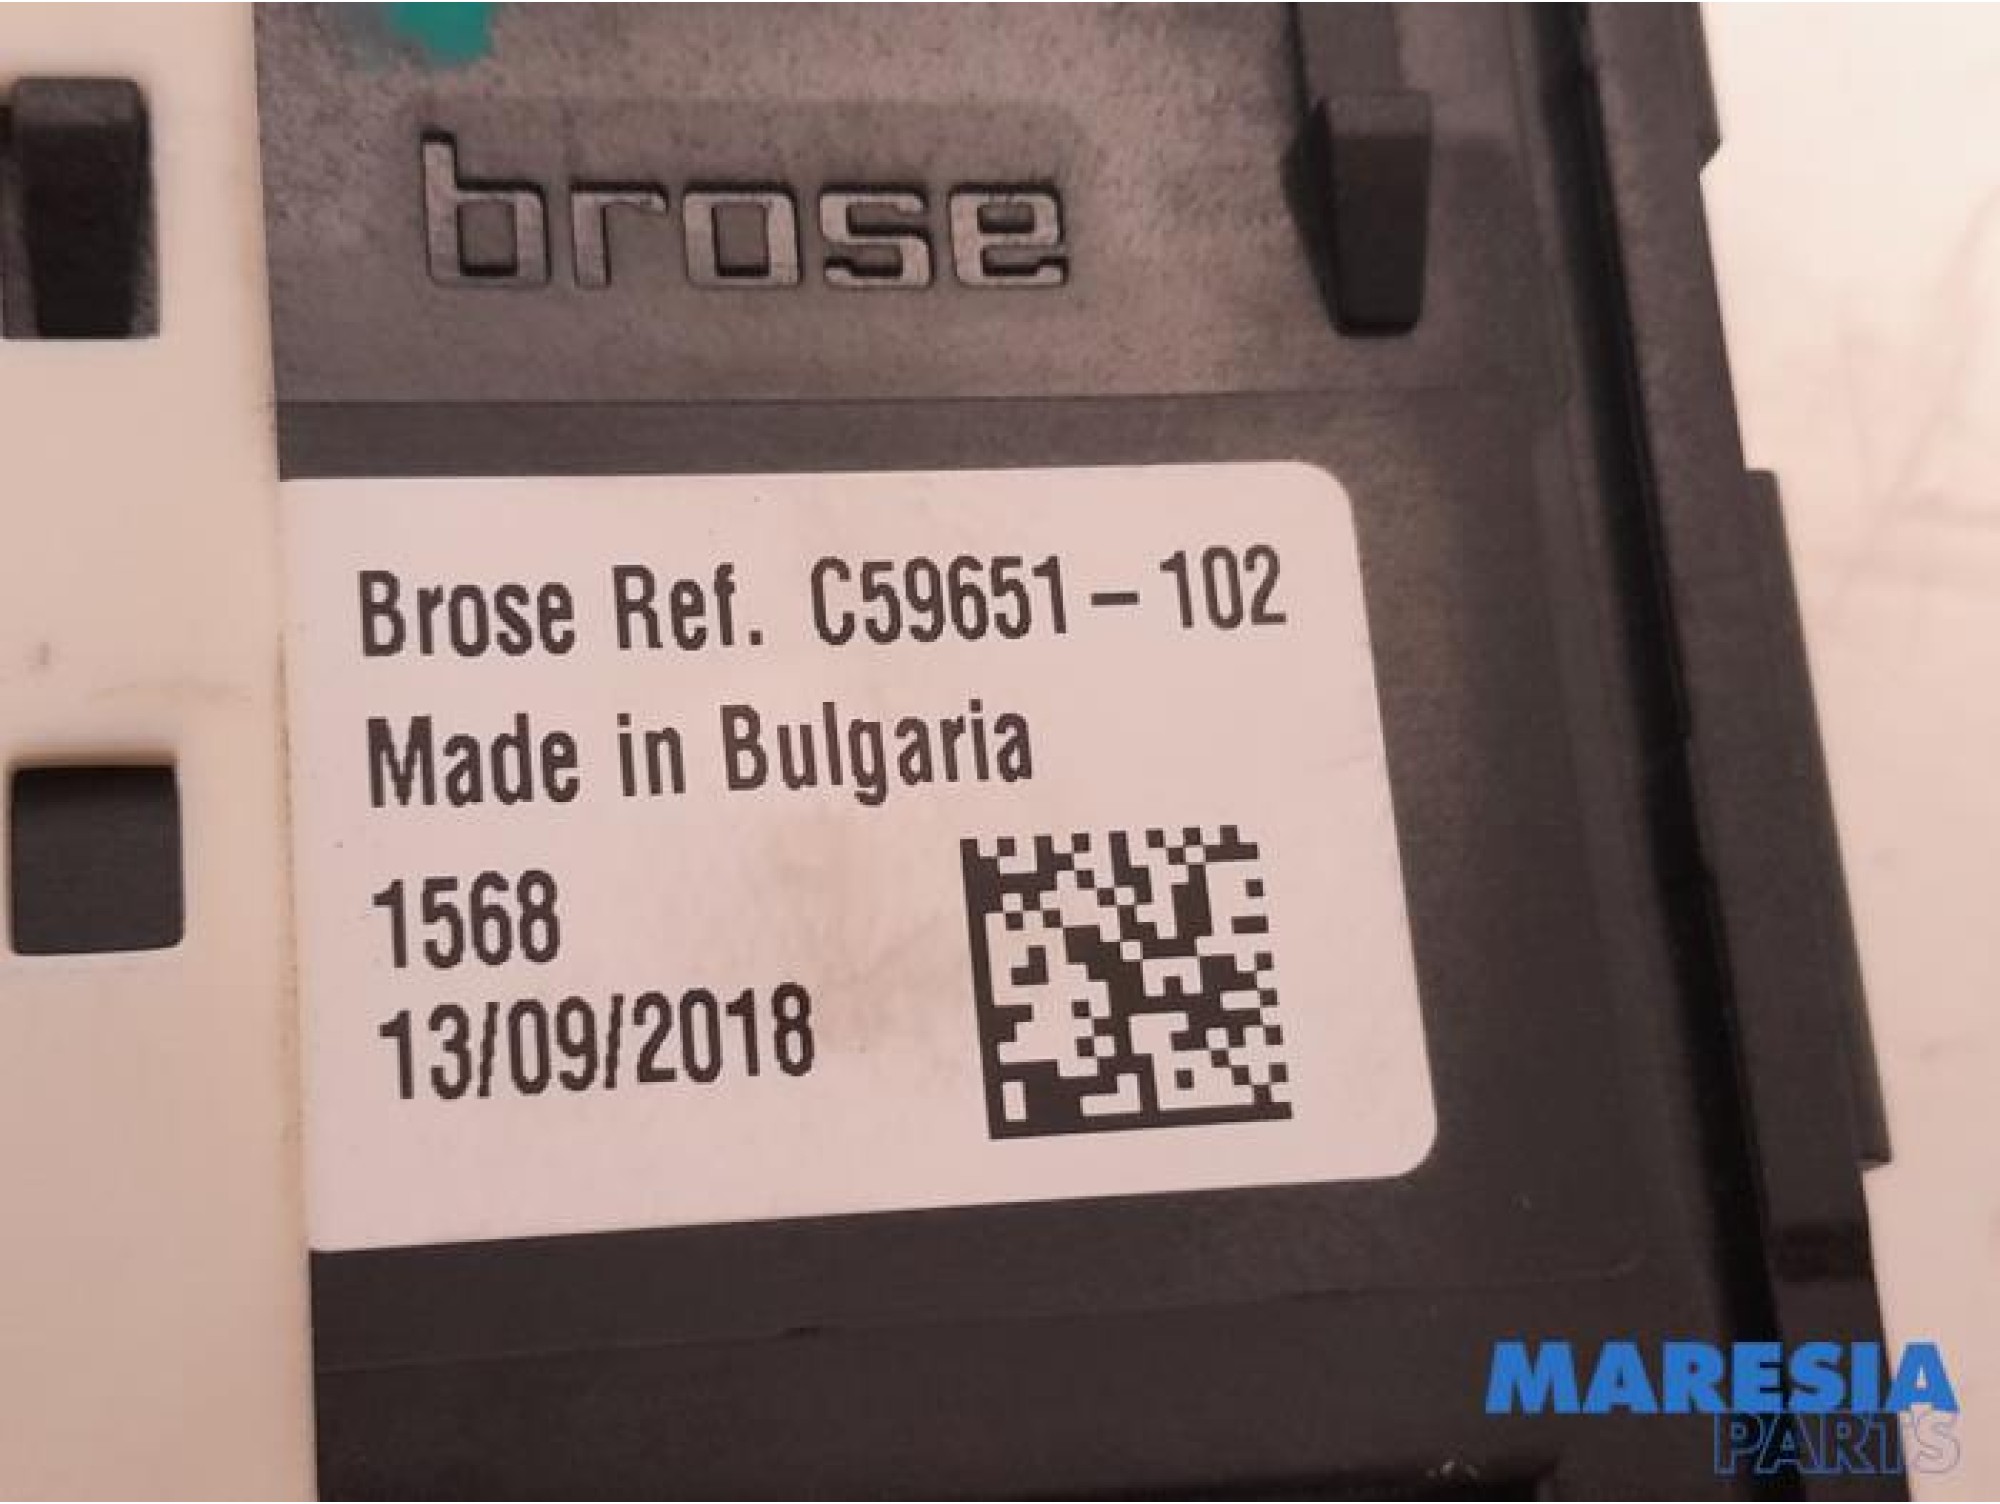 brose
Brose Ref. C59651-102
Made in Bulgaria
1568
13/09/2018
MARESIA
PARTS